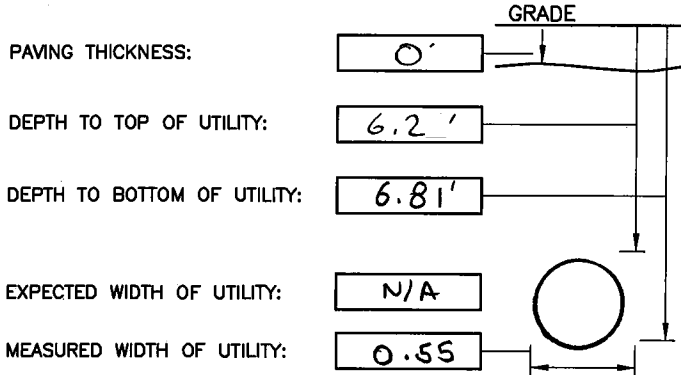 GRADE
PAVING THICKNESS: 0'
DEPTH TO TOP OF UTILITY: 6.2'
DEPTH TO BOTTOM OF UTILITY: 6.81'
EXPECTED WIDTH OF UTILITY: N/A
MEASURED WIDTH OF UTILITY: 0.55